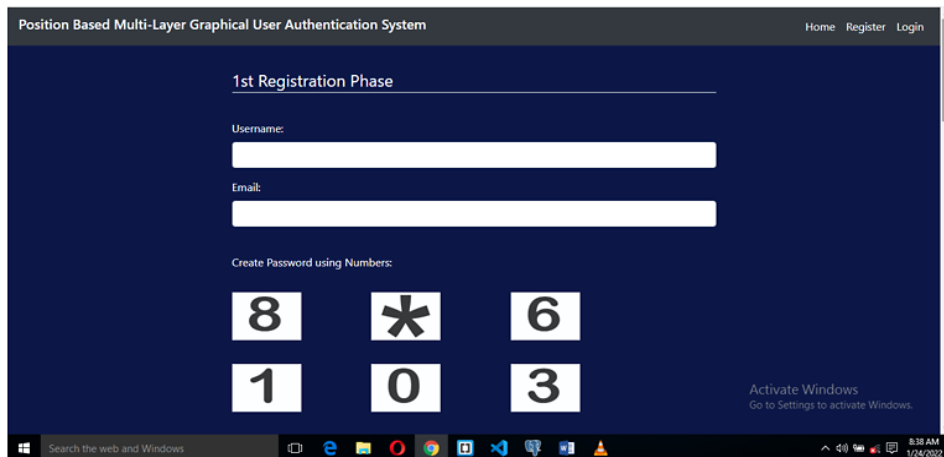 Position Based Multi-Layer Graphical User Authentication System
Home Register Login
1st Registration Phase
Username:
Email:
Create Password using Numbers:
8 * 6
1 0 3
Activate Windows
Go to Settings to activate Windows.
Search the web and Windows
8:38 AM
1/24/2022